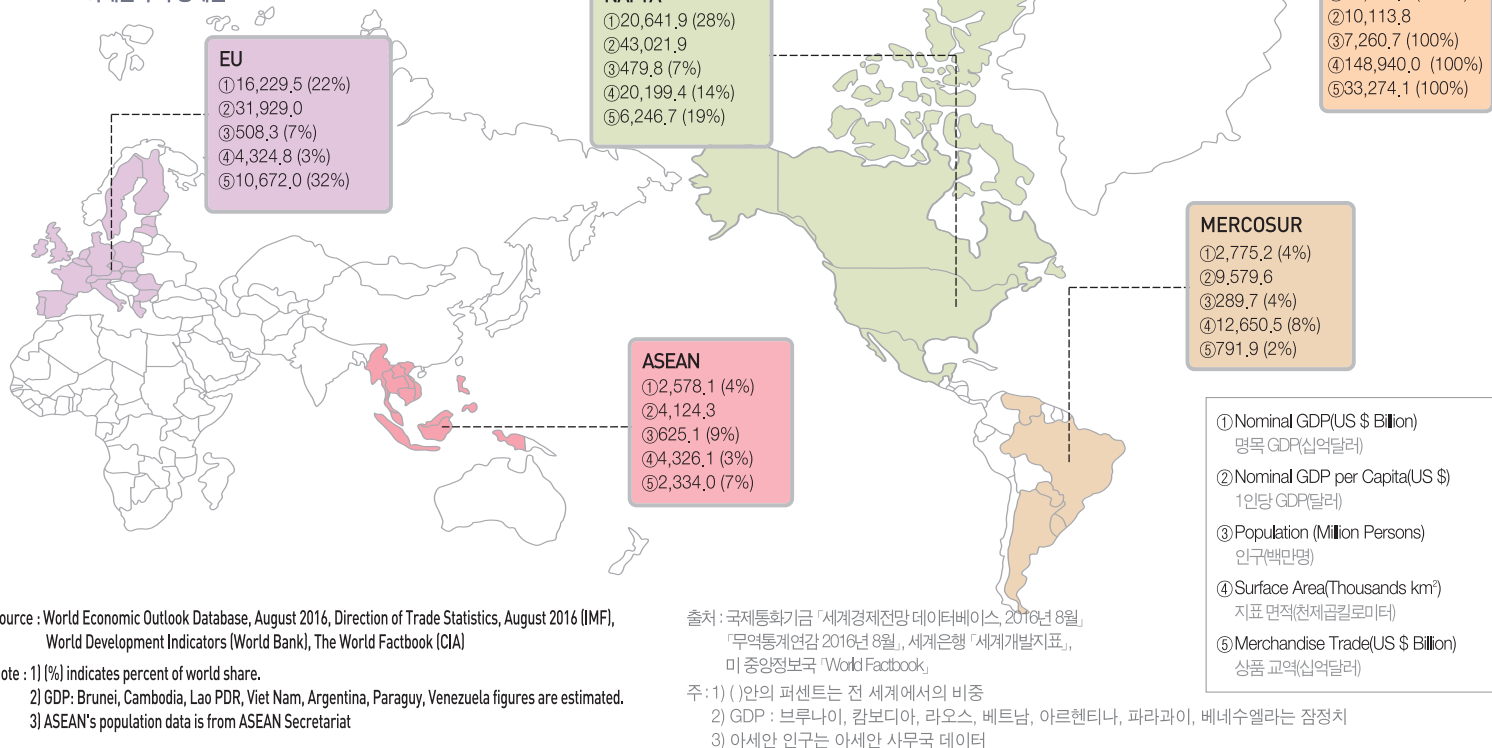 EU
①16,229.5 (22%)
②31,929.0
③508.3 (7%)
④4,324.8 (3%)
⑤10,672.0 (32%)
①20,641.9 (28%)
②43,021.9
③479.8 (7%)
④20,199.4 (14%)
⑤6,246.7 (19%)
②10,113.8
③7,260.7 (100%)
④148,940.0 (100%)
⑤33,274.1 (100%)
MERCOSUR
①2,775.2 (4%)
②9,579.6
③289.7 (4%)
④12,650.5 (8%)
⑤791.9 (2%)
ASEAN
①2,578.1 (4%)
②4,124.3
③625.1 (9%)
④4,326.1 (3%)
⑤2,334.0 (7%)
①Nominal GDP(US $ Billion)
명목 GDP(십억달러)
②Nominal GDP per Capita(US $)
1인당 GDP(달러)
③Population (Million Persons)
인구(백만명)
④Surface Area(Thousands km²)
지표 면적(천제곱킬로미터)
⑤Merchandise Trade(US $ Billion)
상품 교역(십억달러)
ource : World Economic Outlook Database, August 2016, Direction of Trade Statistics, August 2016 (IMF),
World Development Indicators (World Bank), The World Factbook (CIA)
ote : 1) (%) indicates percent of world share.
2) GDP: Brunei, Cambodia, Lao PDR, Viet Nam, Argentina, Paraguy, Venezuela figures are estimated.
3) ASEAN's population data is from ASEAN Secretariat
출처 : 국제통화기금 「세계경제전망 데이터베이스, 2016년 8월」
「무역통계연감 2016년 8월」, 세계은행 「세계개발지표」,
미 중앙정보국 「World Factbook」
주 : 1) ( )안의 퍼센트는 전 세계에서의 비중
2) GDP : 브루나이, 캄보디아, 라오스, 베트남, 아르헨티나, 파라과이, 베네수엘라는 잠정치
3) 아세안 인구는 아세안 사무국 데이터